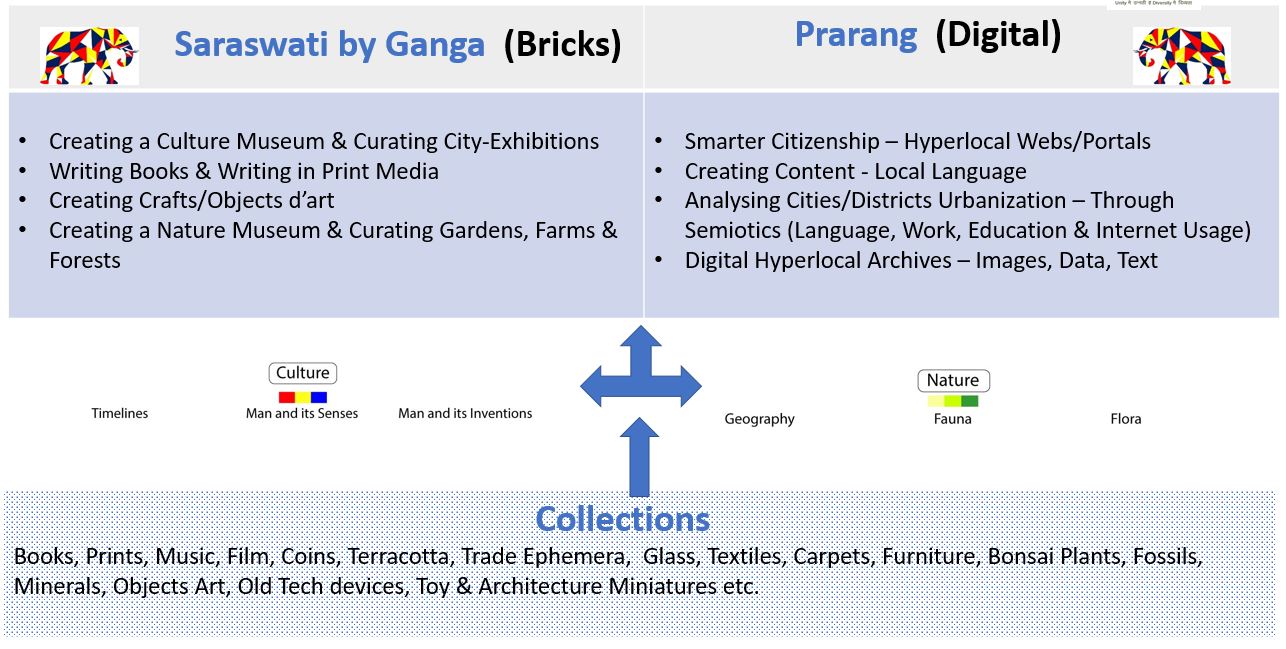 Unity में उन्नती है Diversity में दिव्यता
Saraswati by Ganga (Bricks)
Prarang (Digital)
• Creating a Culture Museum & Curating City-Exhibitions
• Writing Books & Writing in Print Media
• Creating Crafts/Objects d’art
• Creating a Nature Museum & Curating Gardens, Farms &
Forests
• Smarter Citizenship – Hyperlocal Webs/Portals
• Creating Content - Local Language
• Analysing Cities/Districts Urbanization – Through
Semiotics (Language, Work, Education & Internet Usage)
• Digital Hyperlocal Archives – Images, Data, Text
Culture
Timelines
Man and its Senses
Man and its Inventions
Nature
Geography
Fauna
Flora
Collections
Books, Prints, Music, Film, Coins, Terracotta, Trade Ephemera, Glass, Textiles, Carpets, Furniture, Bonsai Plants, Fossils,
Minerals, Objects Art, Old Tech devices, Toy & Architecture Miniatures etc.